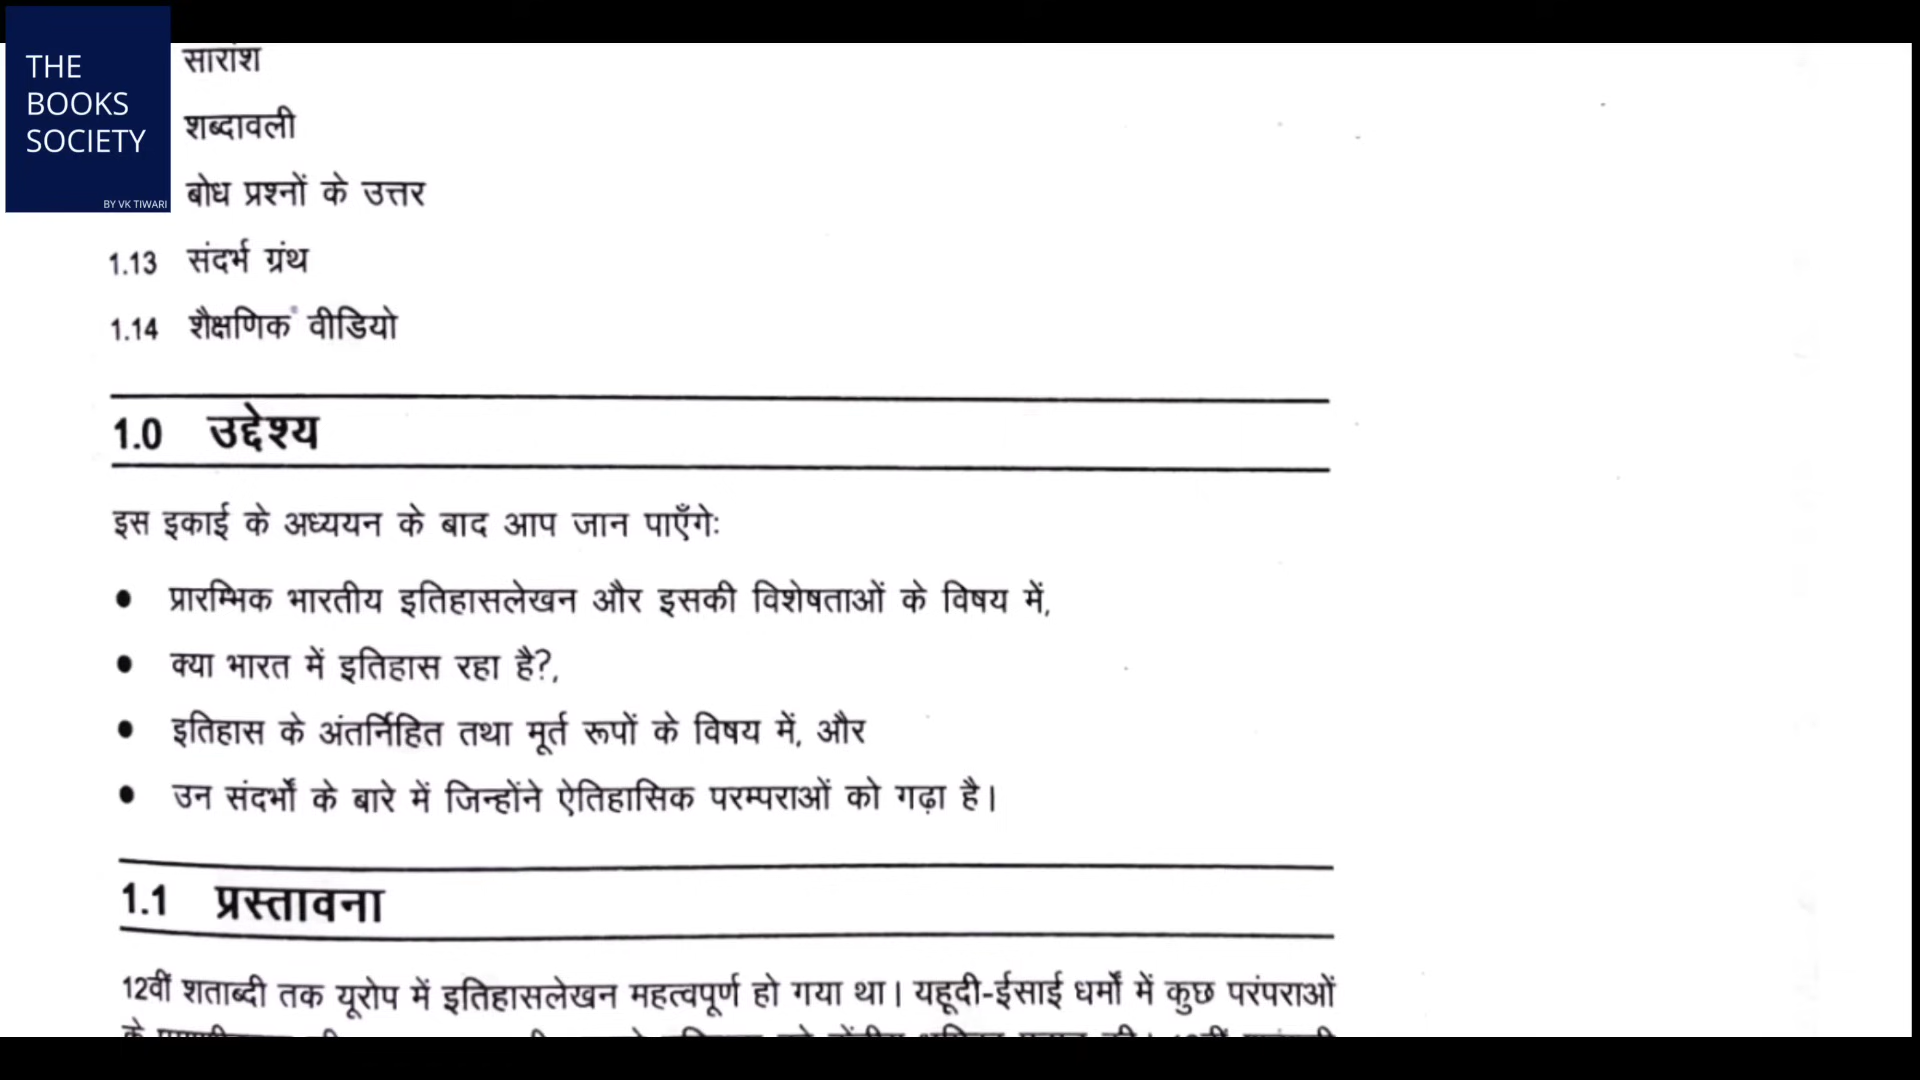 THE
BOOKS
SOCIETY
BY VK TIWARI
सारांश
शब्दावली
बोध प्रश्नों के उत्तर
1.13 संदर्भ ग्रंथ
1.14 शैक्षणिक वीडियो
1.0 उद्देश्य
इस इकाई के अध्ययन के बाद आप जान पाएँगे:
• प्रारम्भिक भारतीय इतिहासलेखन और इसकी विशेषताओं के विषय में,
• क्या भारत में इतिहास रहा है?,
• इतिहास के अंतर्निहित तथा मूर्त रूपों के विषय में, और
• उन संदर्भों के बारे में जिन्होंने ऐतिहासिक परम्पराओं को गढ़ा है।
1.1 प्रस्तावना
12वीं शताब्दी तक यूरोप में इतिहासलेखन महत्वपूर्ण हो गया था। यहूदी-ईसाई धर्मों में कुछ परंपराओं